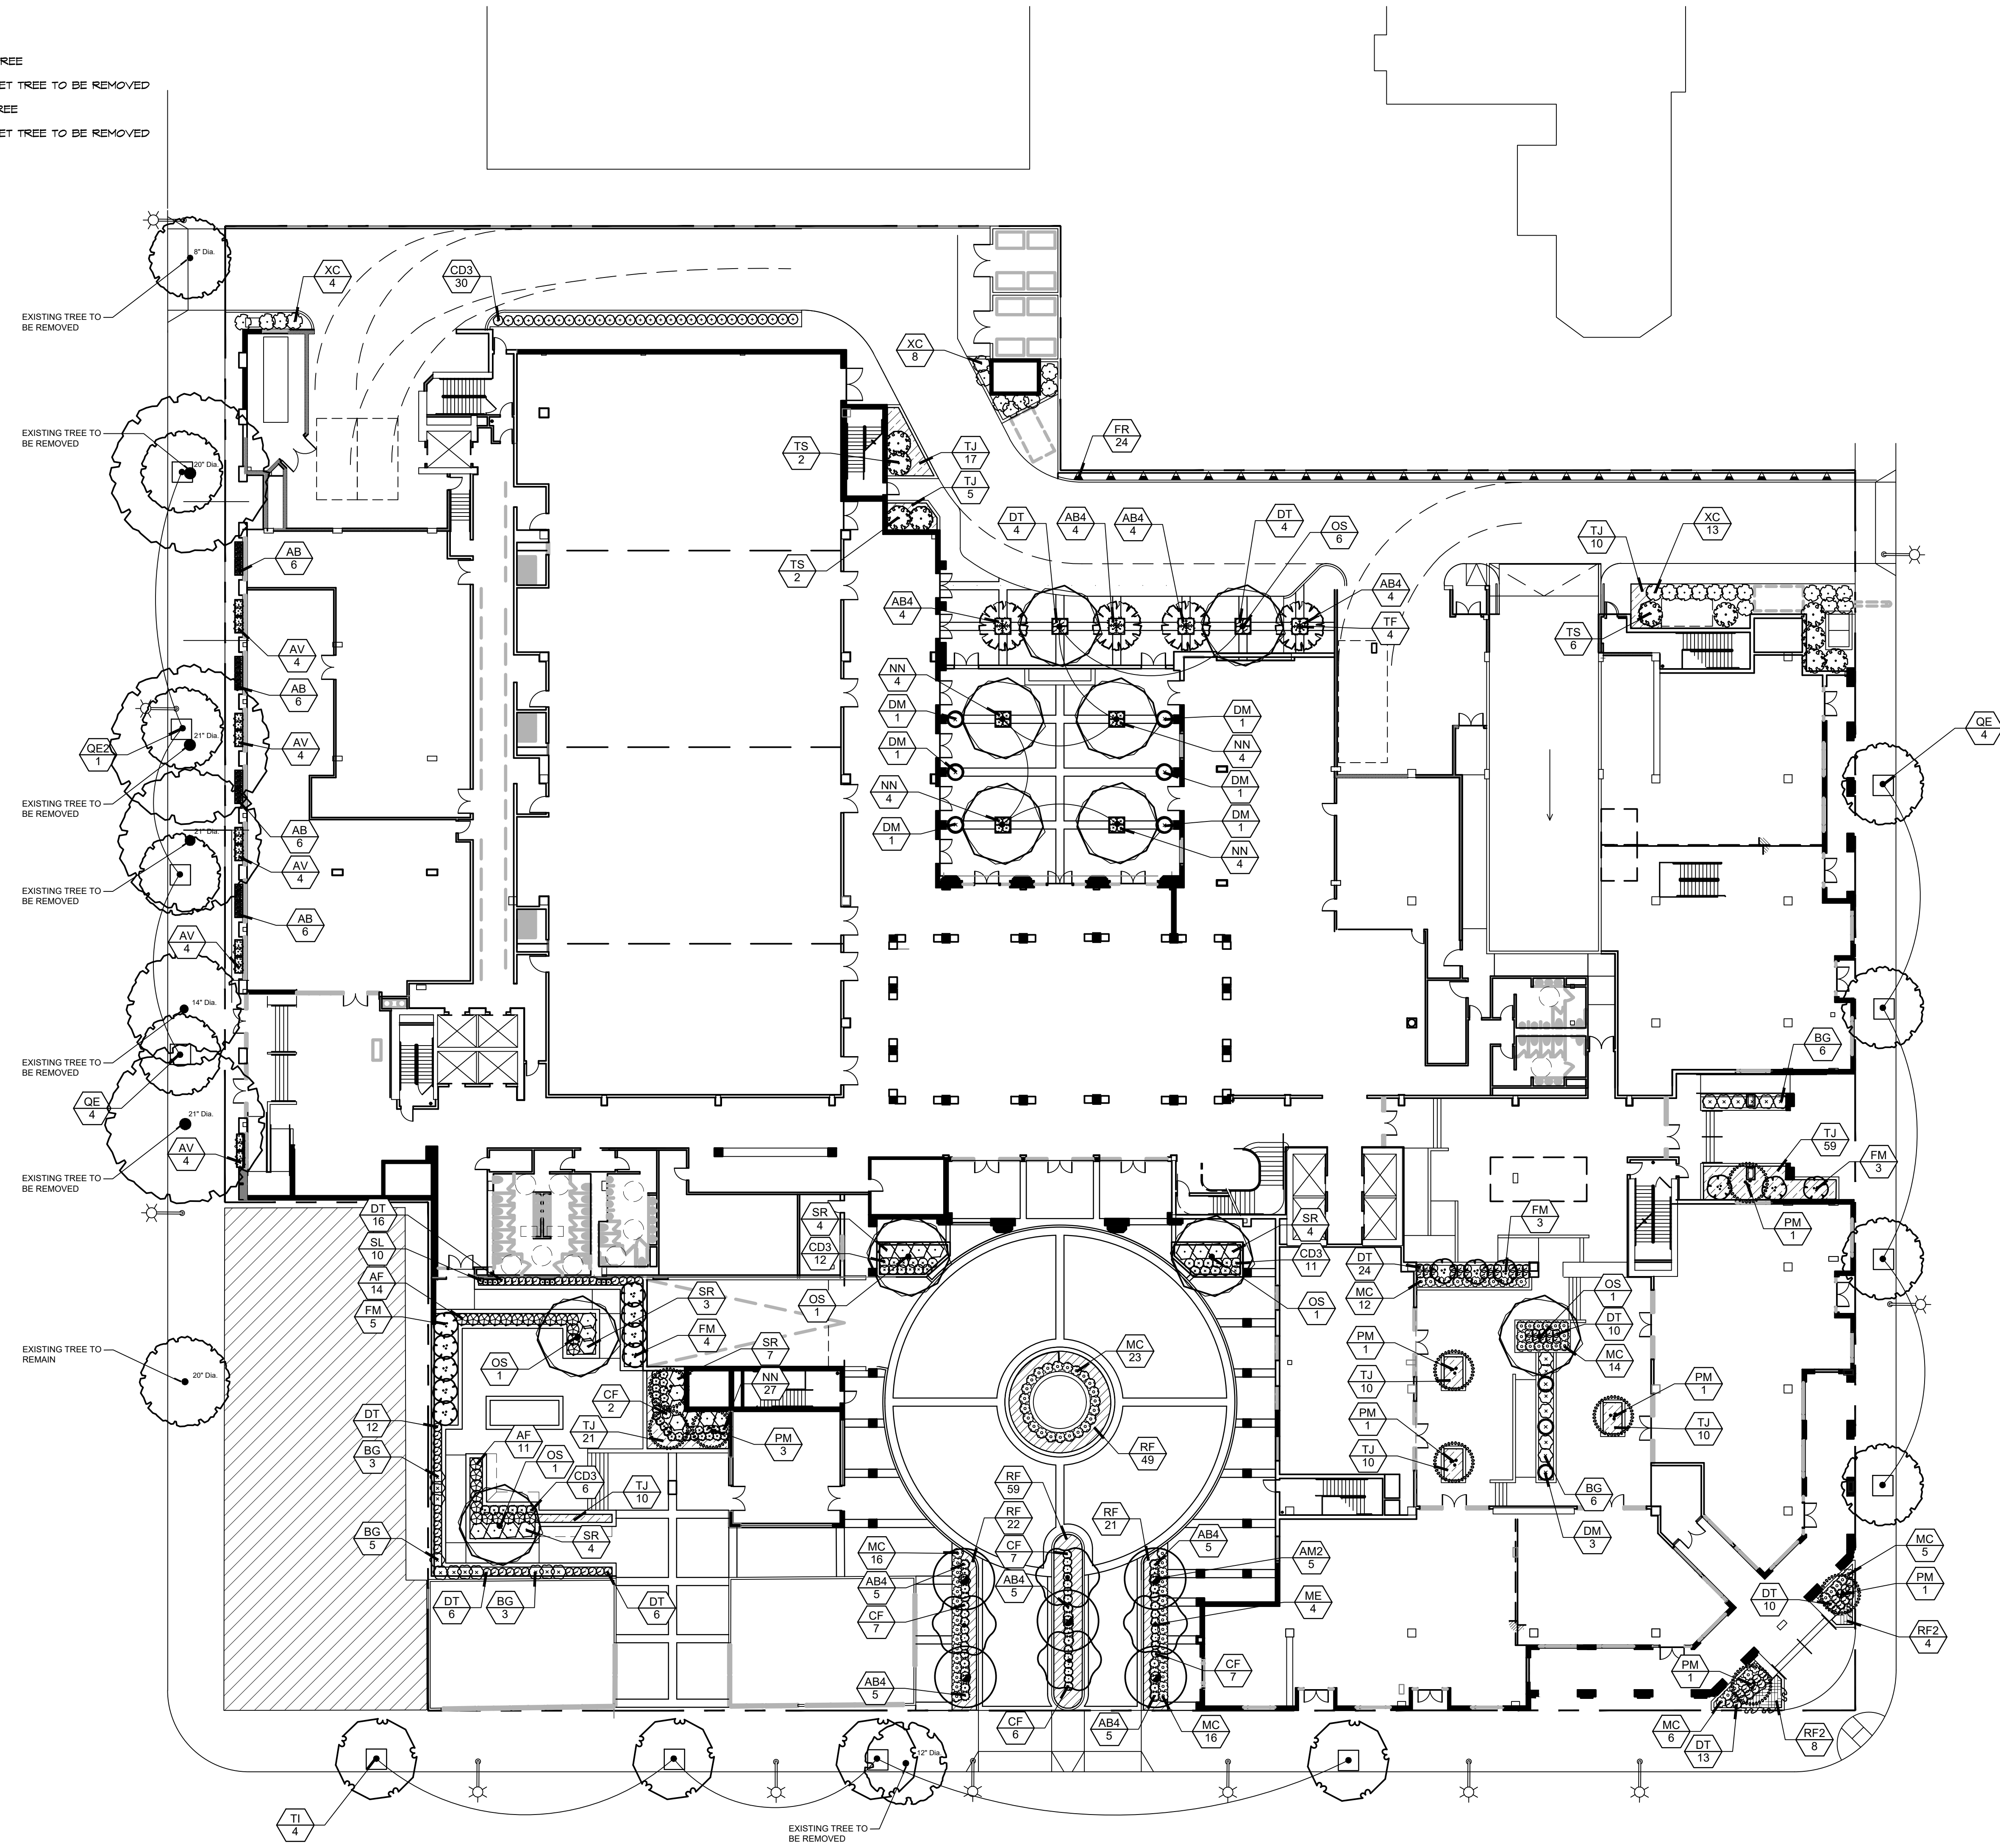 REE
ET TREE TO BE REMOVED
REE
ET TREE TO BE REMOVED
8" Dia.
XC
4
CD3
30
EXISTING TREE TO
BE REMOVED
XC
8
EXISTING TREE TO
BE REMOVED
20" Dia.
TS
2
TJ
17
FR
24
TJ
5
DT
4
AB4
4
AB4
4
DT
4
OS
6
TJ
10
XC
13
AB
6
TS
2
AB4
4
AB4
4
TF
4
TS
6
AV
4
AB
6
NN
4
DM
1
DM
1
QE
4
QE2
1
21" Dia.
AV
4
DM
1
NN
4
EXISTING TREE TO
BE REMOVED
NN
4
DM
1
21" Dia.
AB
6
DM
1
DM
1
AV
4
NN
4
EXISTING TREE TO
BE REMOVED
AB
6
AV
4
14" Dia.
EXISTING TREE TO
BE REMOVED
BG
6
QE
4
21" Dia.
AV
4
TJ
59
FM
3
EXISTING TREE TO
BE REMOVED
DT
16
SR
4
SR
4
FM
3
PM
1
SL
10
CD3
12
CD3
11
DT
24
AF
14
SR
3
OS
1
OS
1
MC
12
OS
1
FM
5
FM
4
DT
10
EXISTING TREE TO
REMAIN
20" Dia.
OS
1
SR
7
MC
23
PM
1
MC
14
NN
27
TJ
10
PM
1
CF
2
DT
12
TJ
21
PM
3
PM
1
TJ
10
BG
3
AF
11
OS
1
RF
49
TJ
10
CD3
6
TJ
10
RF
59
BG
6
BG
5
SR
4
RF
22
RF
21
DM
3
MC
16
CF
7
AB4
5
AM2
5
MC
5
AB4
5
AB4
5
PM
1
DT
6
BG
3
DT
6
CF
7
ME
4
DT
10
RF2
4
AB4
5
CF
7
PM
1
CF
6
AB4
5
MC
16
MC
6
DT
13
RF2
8
12" Dia.
TI
4
EXISTING TREE TO
BE REMOVED